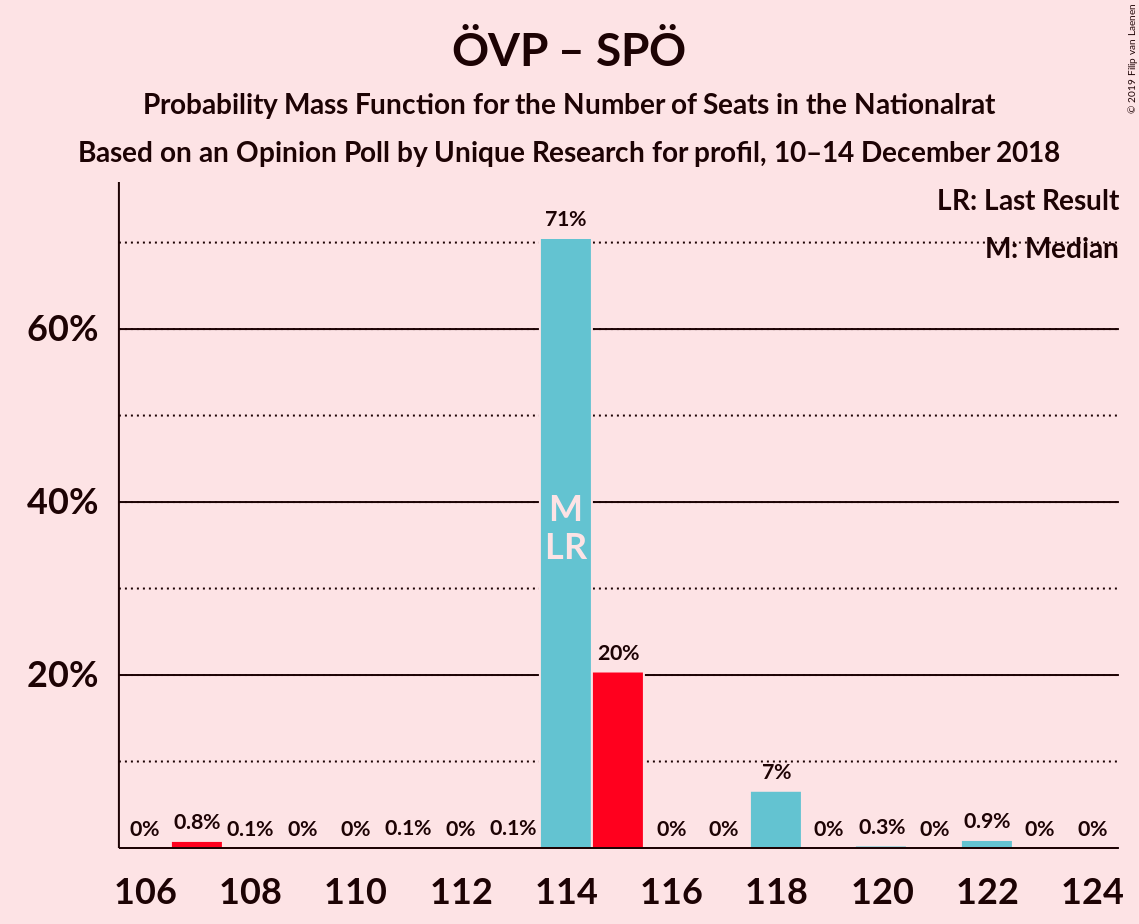 ÖVP – SPÖ
Probability Mass Function for the Number of Seats in the Nationalrat
Based on an Opinion Poll by Unique Research for profil, 10–14 December 2018
© 2019 Filip van Laenen
LR: Last Result
M: Median
60%
40%
20%
0% 0.8% 0.1% 0% 0% 0.1% 0% 0.1% 71% 20% 0% 0% 7% 0% 0.3% 0% 0.9% 0% 0%
M
LR
106 108 110 112 114 116 118 120 122 124